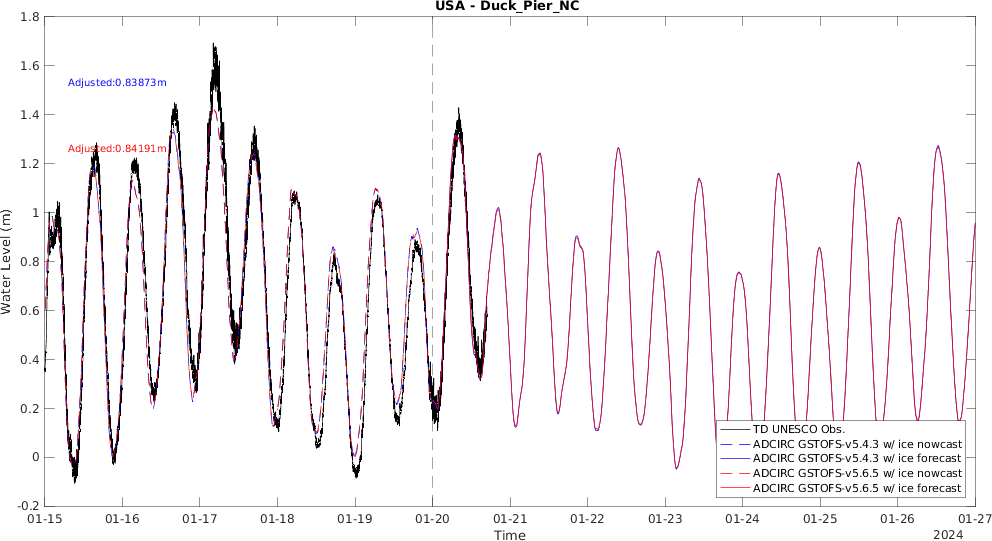 USA - Duck_Pier_NC
1.8
1.6
1.4
1.2
1
0.8
0.6
0.4
0.2
0
-0.2
Water Level (m)
Adjusted:0.83873m
Adjusted:0.84191m
TD UNESCO Obs.
ADCIRC GSTOFS-v5.4.3 w/ ice nowcast
ADCIRC GSTOFS-v5.4.3 w/ ice forecast
ADCIRC GSTOFS-v5.6.5 w/ ice nowcast
ADCIRC GSTOFS-v5.6.5 w/ ice forecast
01-15 01-16 01-17 01-18 01-19 01-20 01-21 01-22 01-23 01-24 01-25 01-26 01-27
Time
2024